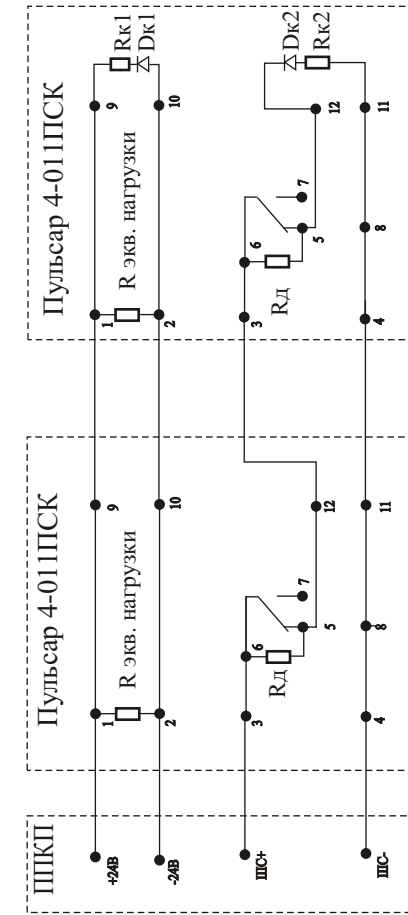 ППКП
+24В
-24В
ШС+
ШС-
Пульсар 4-011ПСК
1
R экв. нагрузки
9
2
10
3
6
7
Rд
5
12
4
8
11
Пульсар 4-011ПСК
1
R экв. нагрузки
9
Rк1
Dк1
2
10
3
6
7
Rд
5
12
Dк2
Rк2
4
8
11